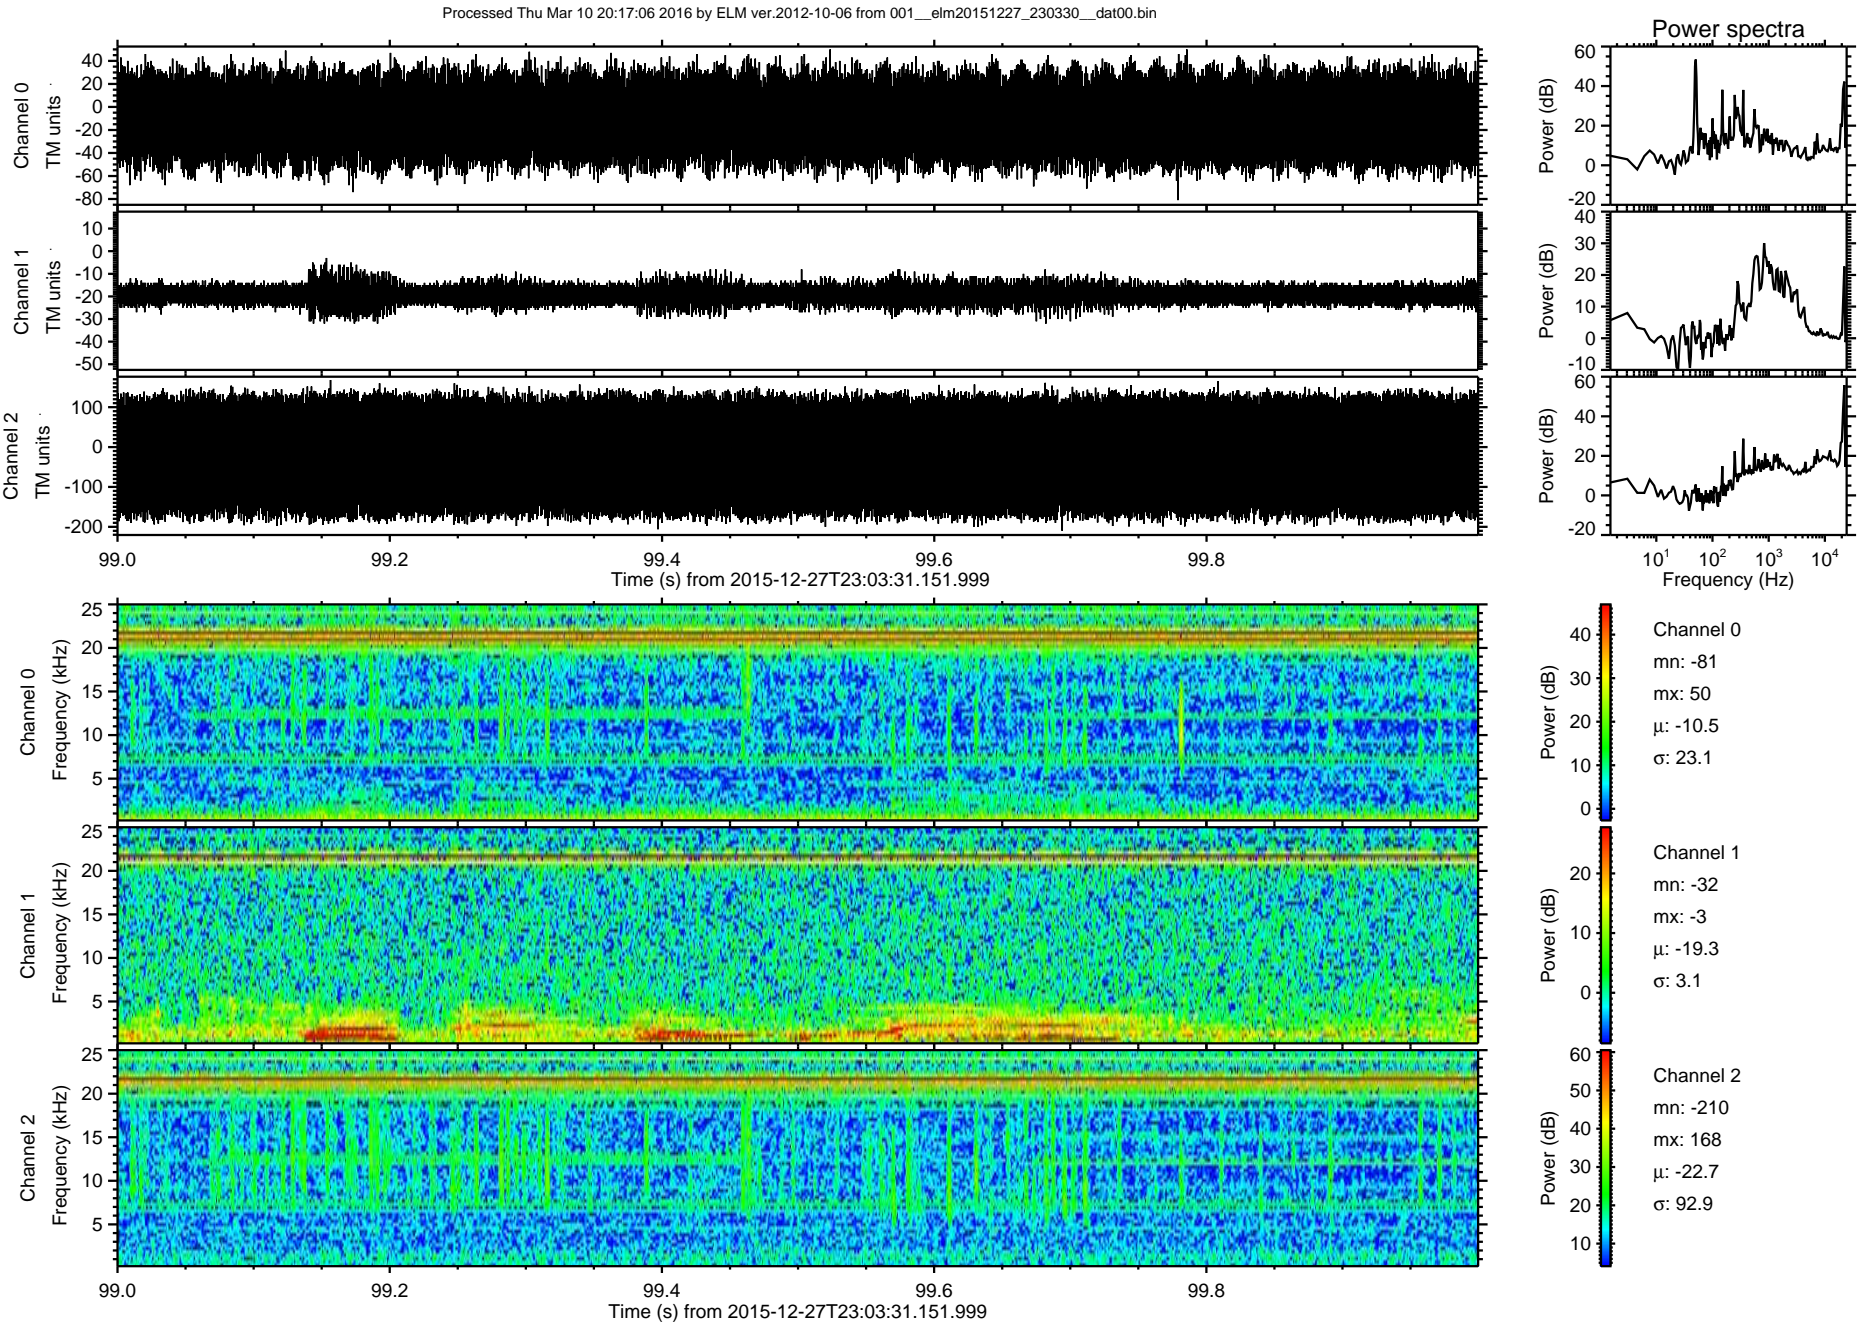 Processed Thu Mar 10 20:17:06 2016 by ELM ver.2012-10-06 from 001__elm20151227_230330__dat00.bin
Power spectra
Channel 0
TM units
40
20
0
-20
-40
-60
-80
Power (dB)
60
40
20
0
-20
Channel 1
TM units
10
0
-10
-20
-30
-40
-50
Power (dB)
40
30
20
10
0
-10
Channel 2
TM units
100
0
-100
-200
Power (dB)
60
40
20
0
-20
99.0 99.2 99.4 99.6 99.8
Time (s) from 2015-12-27T23:03:31.151.999
10¹ 10² 10³ 10⁴
Frequency (Hz)
Channel 0
Frequency (kHz)
25
20
15
10
5
Power (dB)
40
30
20
10
0
Channel 0
mn: -81
mx: 50
μ: -10.5
σ: 23.1
Channel 1
Frequency (kHz)
25
20
15
10
5
Power (dB)
20
10
0
Channel 1
mn: -32
mx: -3
μ: -19.3
σ: 3.1
Channel 2
Frequency (kHz)
25
20
15
10
5
Power (dB)
60
50
40
30
20
10
Channel 2
mn: -210
mx: 168
μ: -22.7
σ: 92.9
99.0 99.2 99.4 99.6 99.8
Time (s) from 2015-12-27T23:03:31.151.999